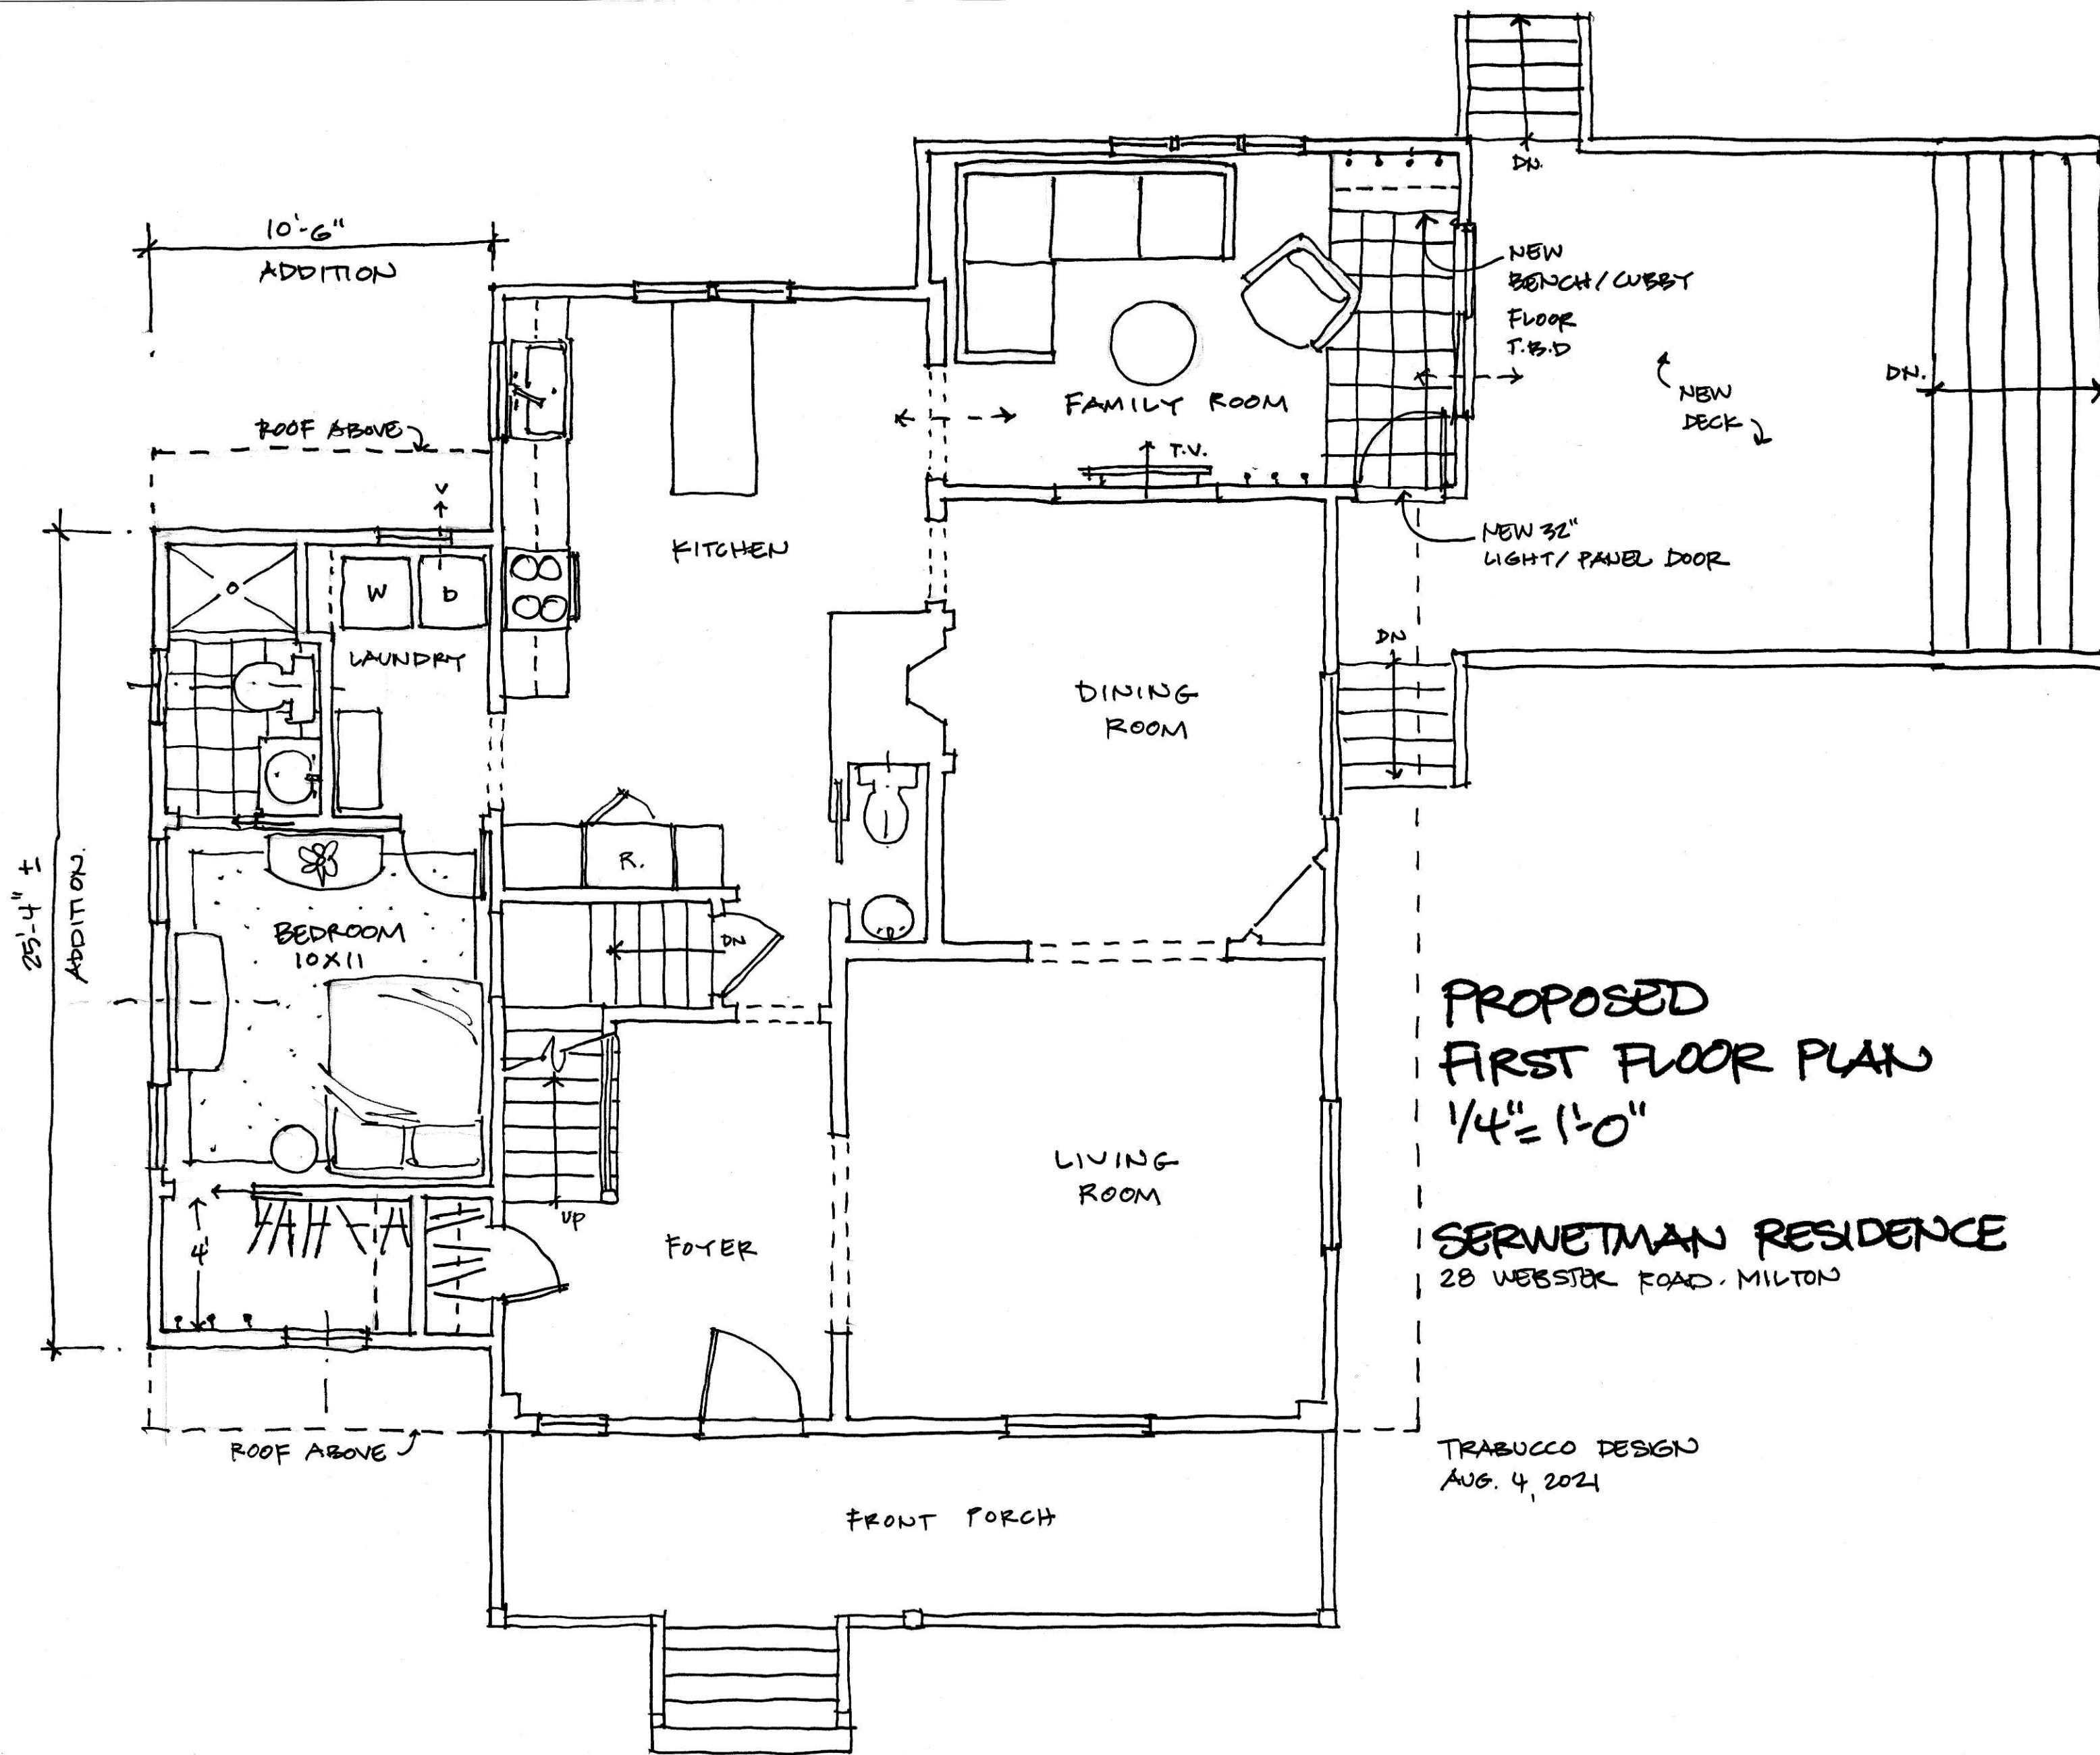 DN.
10'-6"
ADDITION
NEW
BENCH/CUBBY
FLOOR
T.B.D
DN.
NEW
DECK
FAMILY ROOM
ROOF ABOVE
T.V.
V
KITCHEN
NEW 32"
LIGHT/PANEL DOOR
W
D
LAUNDRY
DN
DINING
ROOM
R.
25'-4" ±
ADDITION.
BEDROOM
10X11
DN
PROPOSED
FIRST FLOOR PLAN
1/4"=1'-0"
LIVING
ROOM
UP
FOYER
4'
SERWETMAN RESIDENCE
28 WEBSTER ROAD. MILTON
ROOF ABOVE
TRABUCCO DESIGN
AUG. 4, 2021
FRONT PORCH